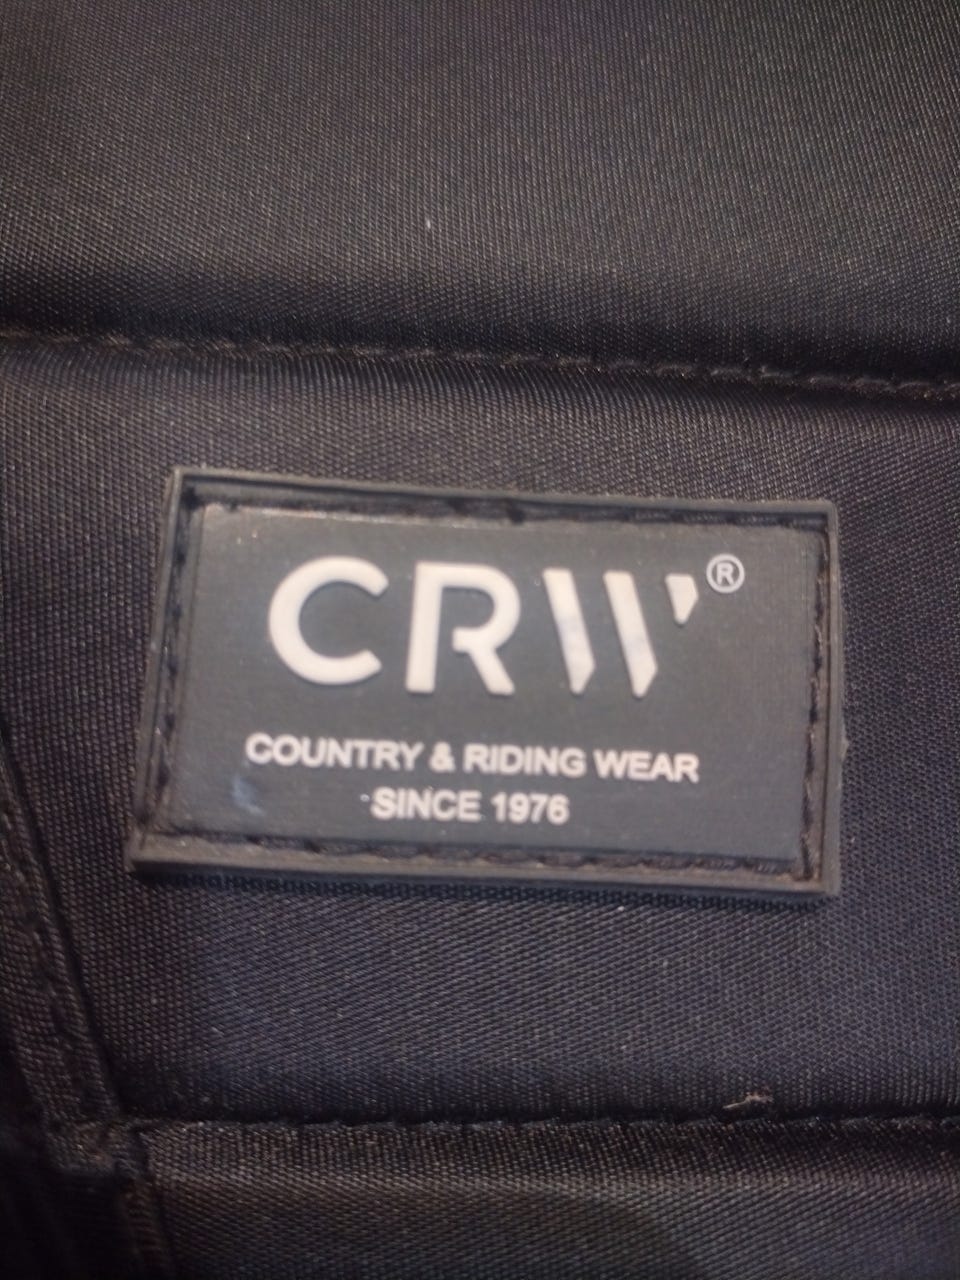 CRW®
COUNTRY & RIDING WEAR
SINCE 1976